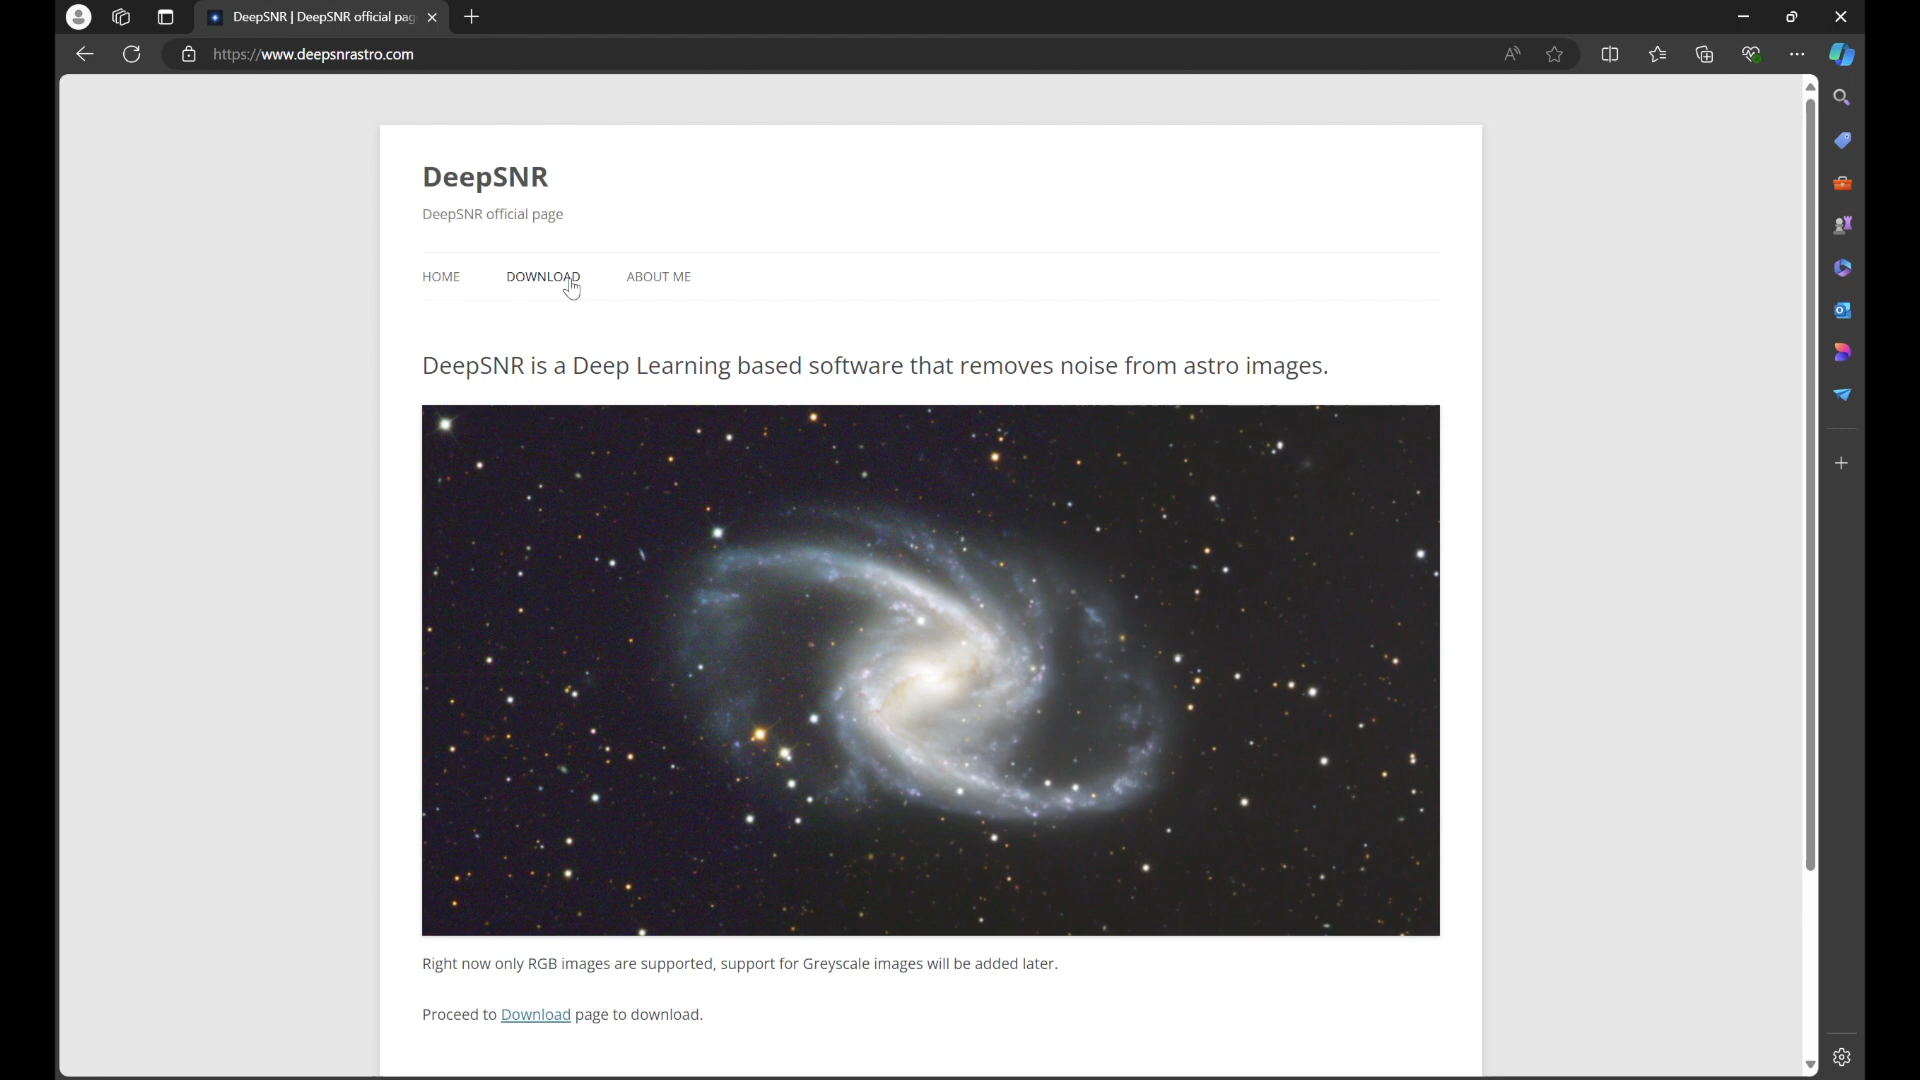 DeepSNR | DeepSNR official pag
https://www.deepsnrastro.com
DeepSNR
DeepSNR official page
HOME
DOWNLOAD
ABOUT ME
DeepSNR is a Deep Learning based software that removes noise from astro images.
Right now only RGB images are supported, support for Greyscale images will be added later.
Proceed to Download page to download.